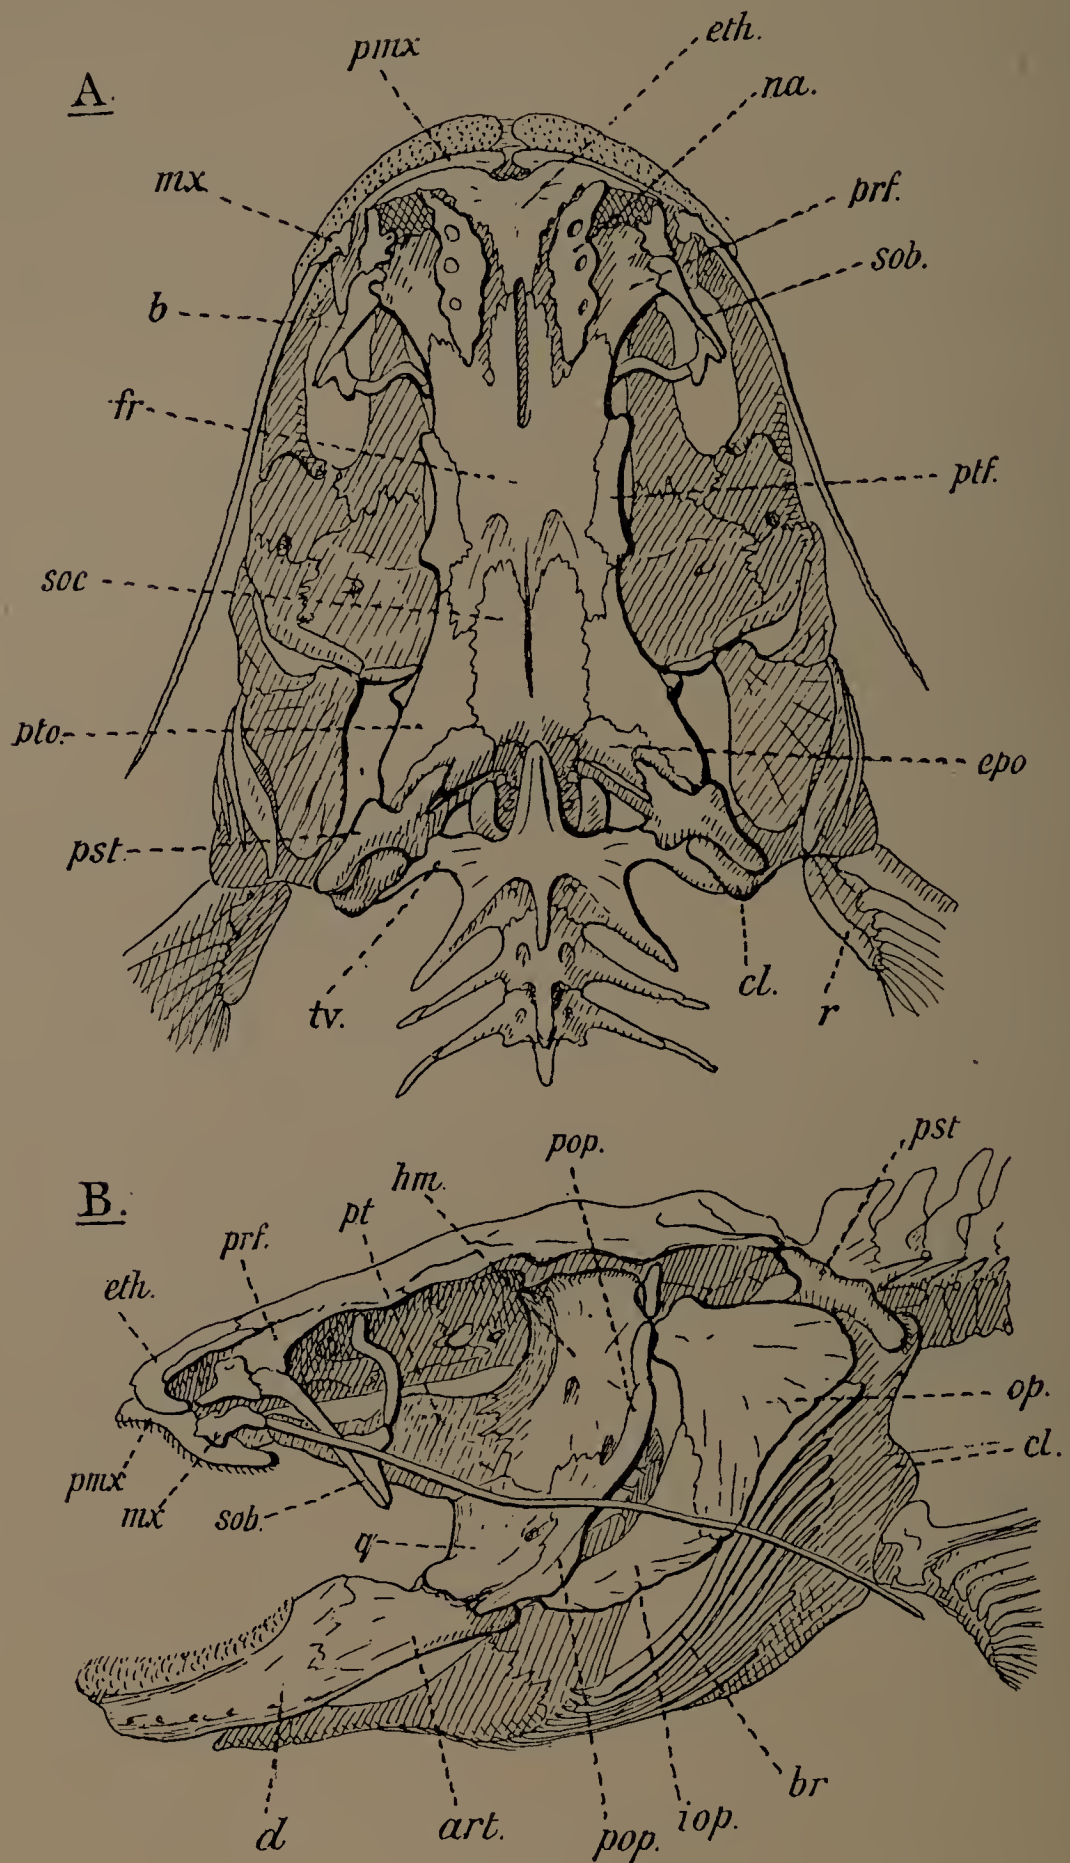 A.
pmx
eth.
na.
mx
prf.
sob.
b
fr
ptf.
soc
pto.
epo
pst.
tv.
cl.
r
B.
pop.
pst
hm.
pt
prf.
eth.
op.
cl.
pmx
mx
sob.
q
br
iop.
pop.
art.
d